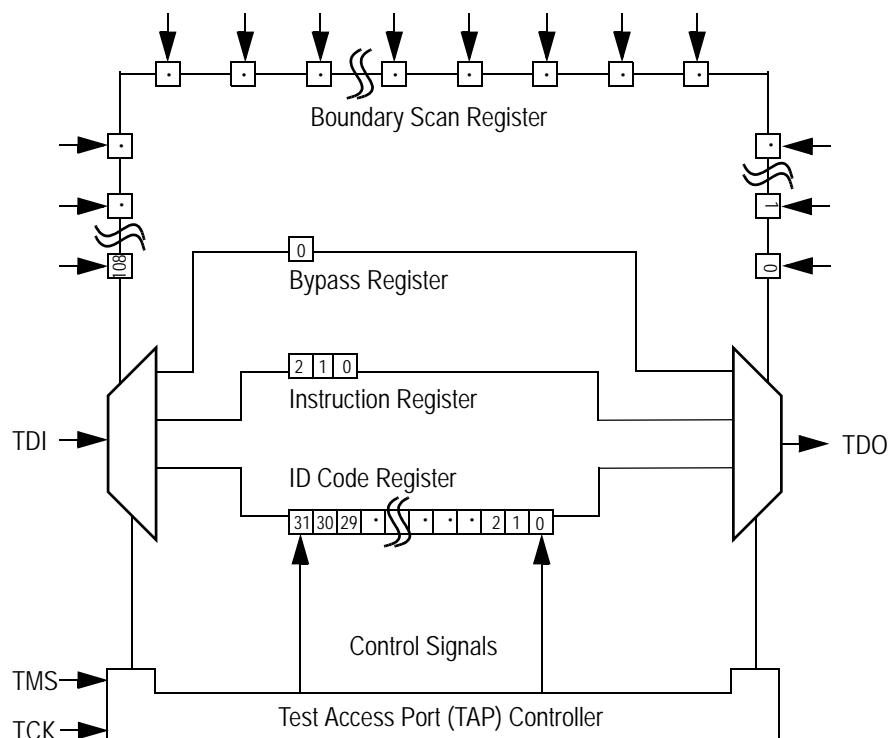 Boundary Scan Register
1
108
0
0
Bypass Register
2 1 0
Instruction Register
TDI
TDO
ID Code Register
31 30 29 · · · · 2 1 0
Control Signals
TMS
Test Access Port (TAP) Controller
TCK